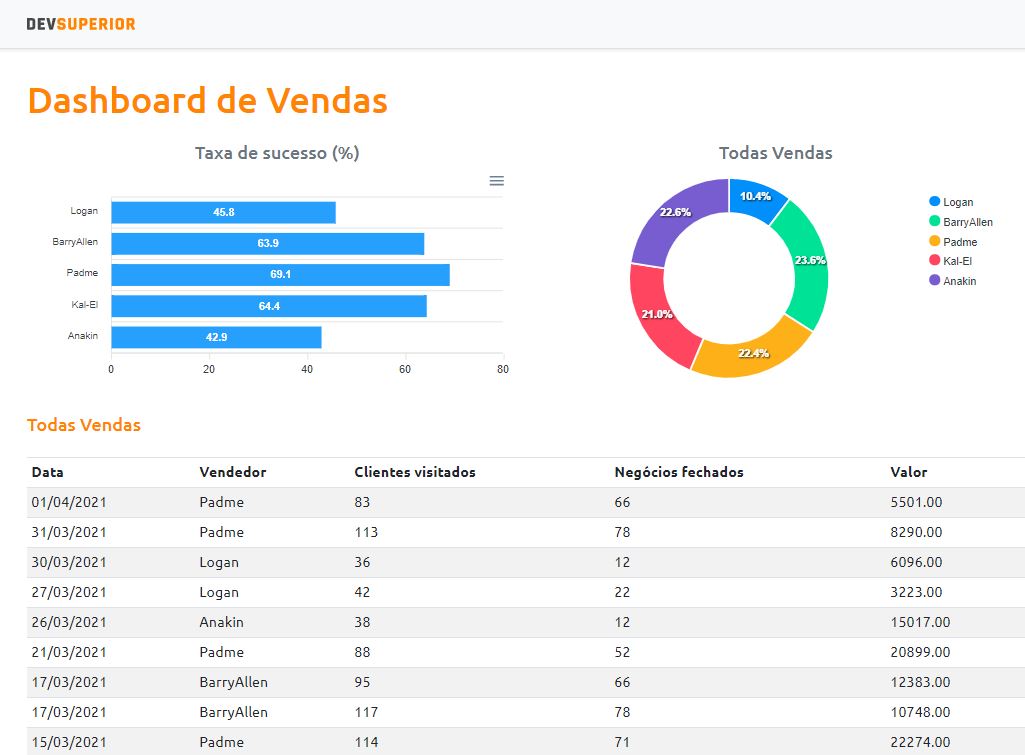 DEVSUPERIOR
Dashboard de Vendas
Taxa de sucesso (%)
Logan 45.8
BarryAllen 63.9
Padme 69.1
Kal-El 64.4
Anakin 42.9
0 20 40 60 80
Todas Vendas
10.4%
23.6%
22.4%
21.0%
22.6%
Logan
BarryAllen
Padme
Kal-El
Anakin
Todas Vendas
Data Vendedor Clientes visitados Negócios fechados Valor
01/04/2021 Padme 83 66 5501.00
31/03/2021 Padme 113 78 8290.00
30/03/2021 Logan 36 12 6096.00
27/03/2021 Logan 42 22 3223.00
26/03/2021 Anakin 38 12 15017.00
21/03/2021 Padme 88 52 20899.00
17/03/2021 BarryAllen 95 66 12383.00
17/03/2021 BarryAllen 117 78 10748.00
15/03/2021 Padme 114 71 22274.00